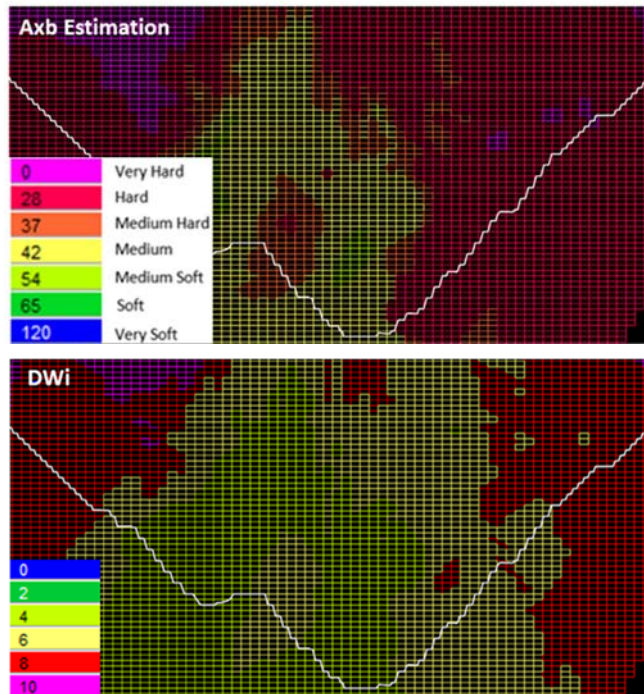 Axb Estimation
0 Very Hard
28 Hard
37 Medium Hard
42 Medium
54 Medium Soft
65 Soft
120 Very Soft
DWi
0
2
4
6
8
10